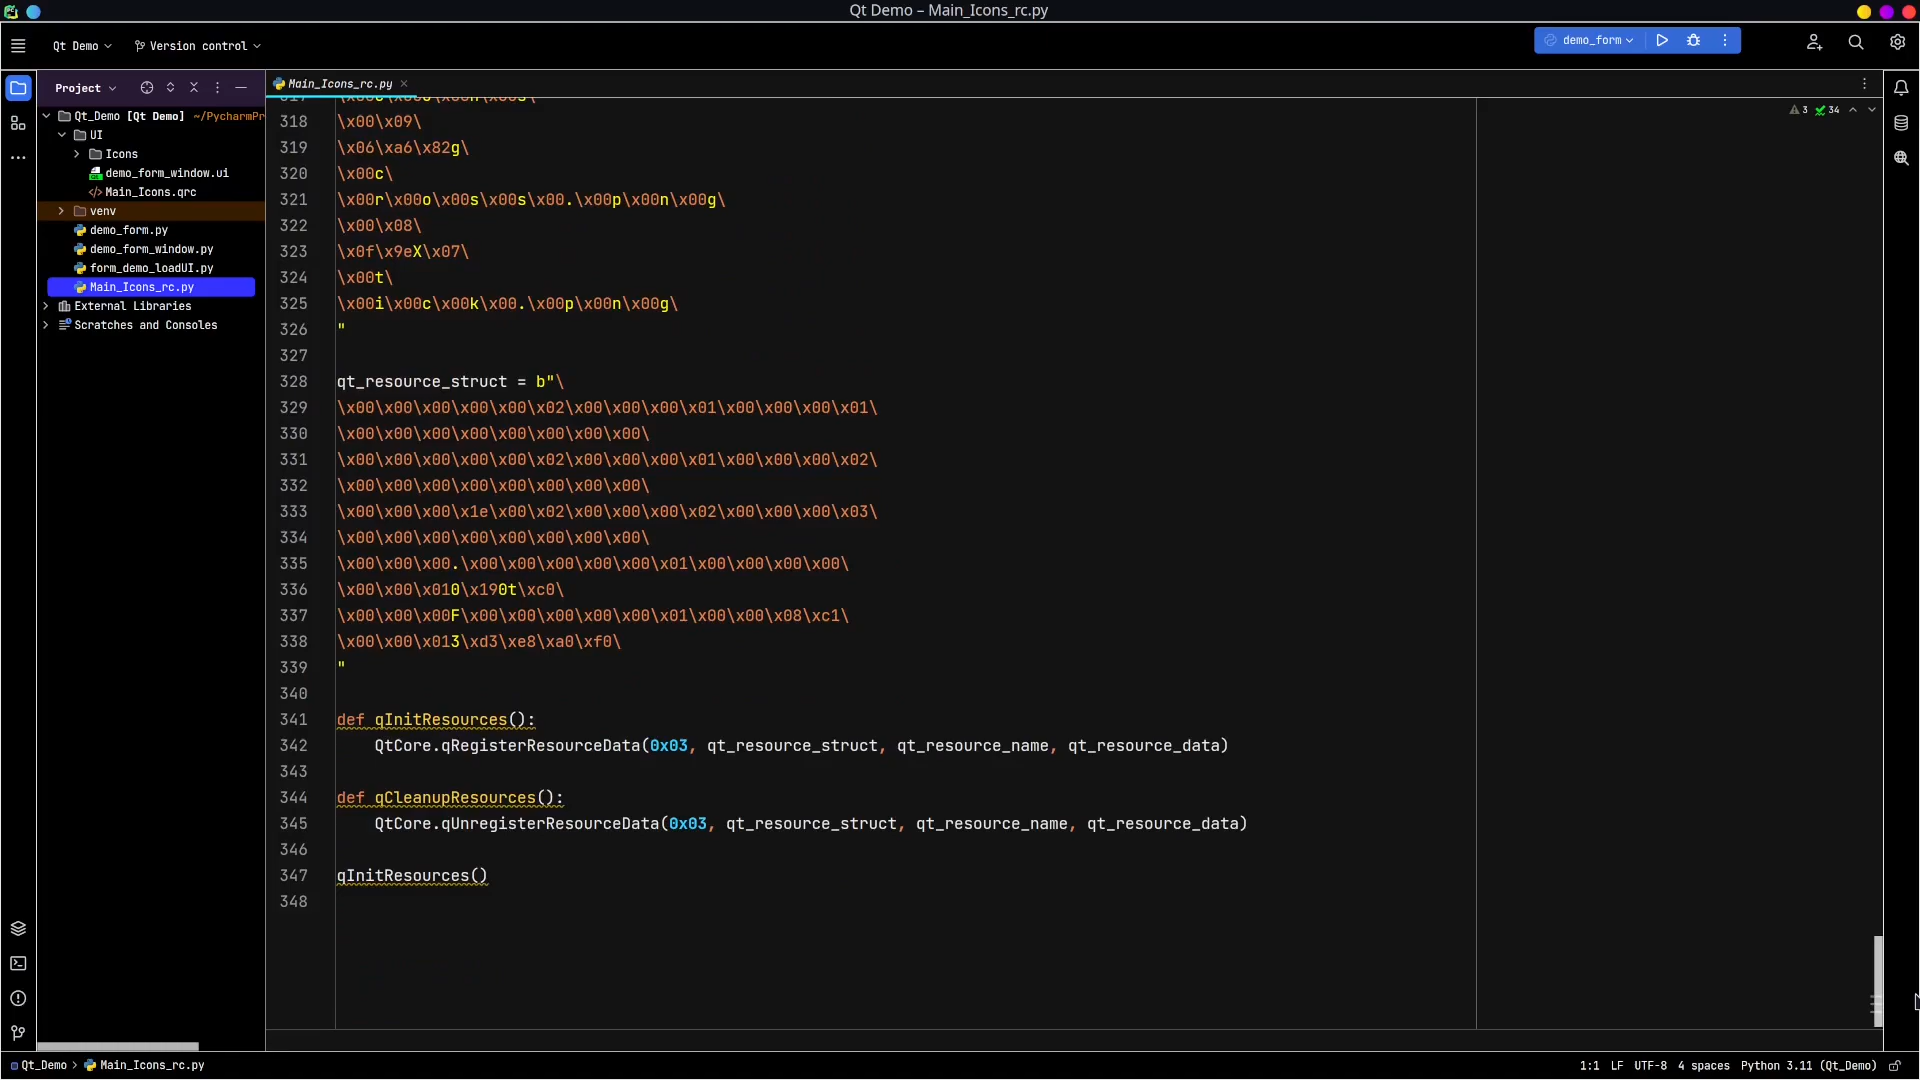 Qt Demo – Main_Icons_rc.py
Qt Demo
Version control
demo_form
Project
Main_Icons_rc.py
Qt_Demo [Qt Demo] ~/PycharmPr
UI
Icons
demo_form_window.ui
Main_Icons.qrc
venv
demo_form.py
demo_form_window.py
form_demo_loadUI.py
Main_Icons_rc.py
External Libraries
Scratches and Consoles
3 34
318 \x00\x09\
319 \x06\xa6\x82g\
320 \x00c\
321 \x00r\x00o\x00s\x00s\x00.\x00p\x00n\x00g\
322 \x00\x08\
323 \x0f\x9eX\x07\
324 \x00t\
325 \x00i\x00c\x00k\x00.\x00p\x00n\x00g\
326 "
327
328 qt_resource_struct = b"\
329 \x00\x00\x00\x00\x00\x02\x00\x00\x00\x01\x00\x00\x00\x01\
330 \x00\x00\x00\x00\x00\x00\x00\x00\
331 \x00\x00\x00\x00\x00\x02\x00\x00\x00\x01\x00\x00\x00\x02\
332 \x00\x00\x00\x00\x00\x00\x00\x00\
333 \x00\x00\x00\x1e\x00\x02\x00\x00\x00\x02\x00\x00\x00\x03\
334 \x00\x00\x00\x00\x00\x00\x00\x00\
335 \x00\x00\x00.\x00\x00\x00\x00\x00\x01\x00\x00\x00\x00\
336 \x00\x00\x010\x190t\xc0\
337 \x00\x00\x00F\x00\x00\x00\x00\x00\x01\x00\x00\x08\xc1\
338 \x00\x00\x013\xd3\xe8\xa0\xf0\
339 "
340
341 def qInitResources():
342 QtCore.qRegisterResourceData(0x03, qt_resource_struct, qt_resource_name, qt_resource_data)
343
344 def qCleanupResources():
345 QtCore.qUnregisterResourceData(0x03, qt_resource_struct, qt_resource_name, qt_resource_data)
346
347 qInitResources()
348
Qt_Demo > Main_Icons_rc.py
1:1 LF UTF-8 4 spaces Python 3.11 (Qt_Demo)